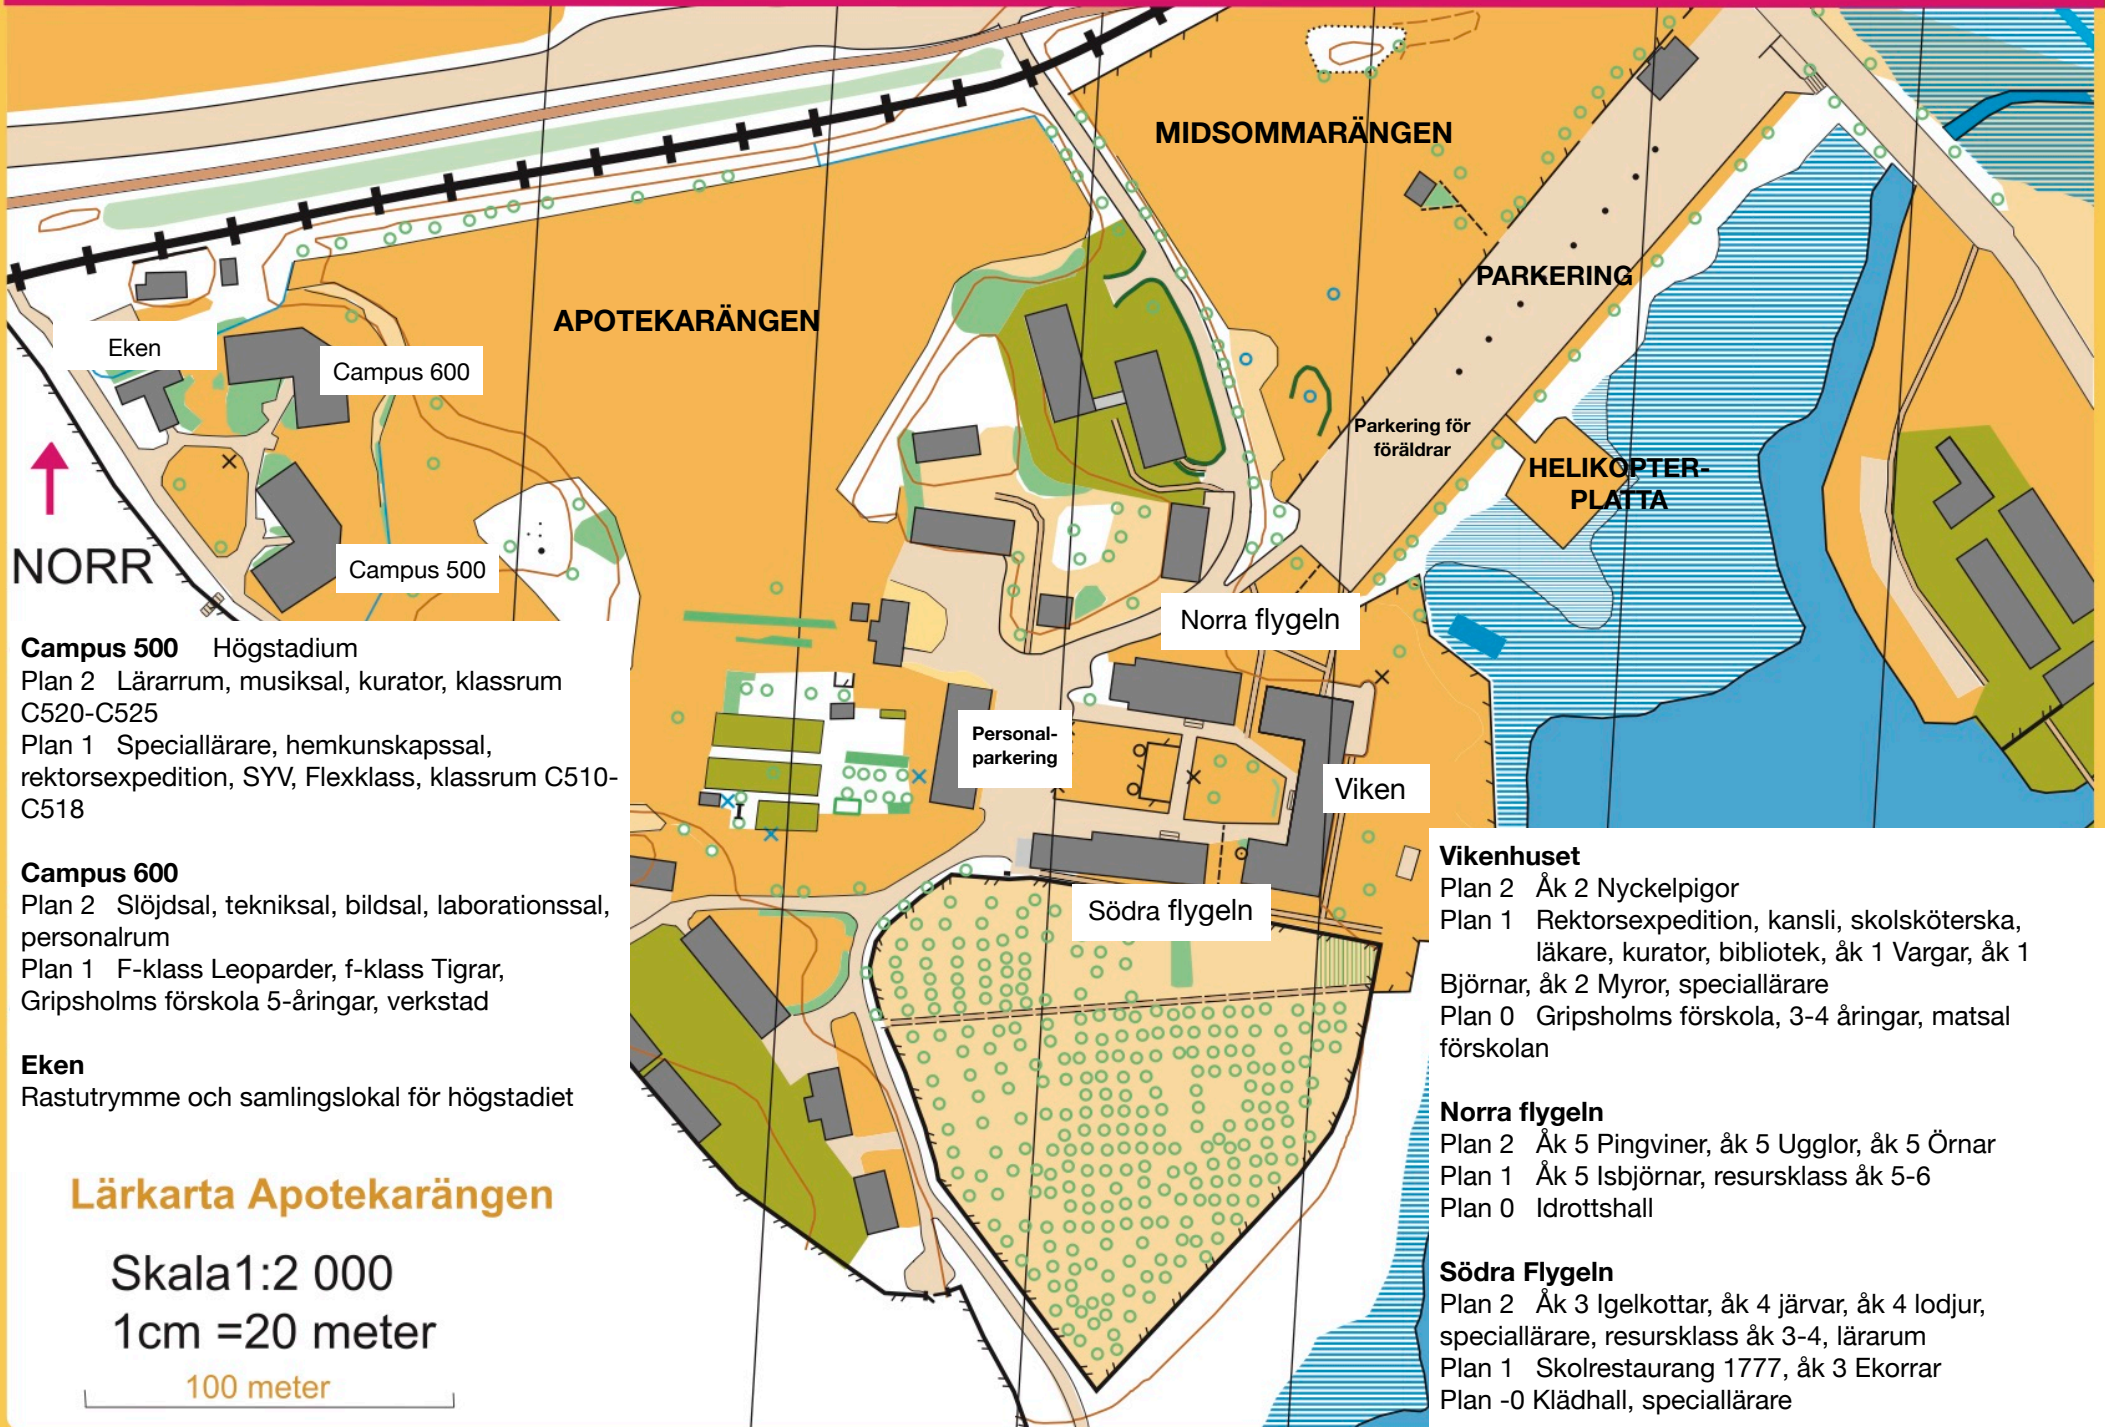 MIDSOMMARÄNGEN
PARKERING
APOTEKARÄNGEN
Eken
Campus 600
Parkering för
föräldrar
HELIKOPTER-
PLATTA
NORR
Campus 500
Norra flygeln
Personal-
parkering
Viken
Södra flygeln
Campus 500 Högstadium
Plan 2 Lärarrum, musiksal, kurator, klassrum
C520-C525
Plan 1 Speciallärare, hemkunskapssal,
rektorsexpedition, SYV, Flexklass, klassrum C510-
C518
Campus 600
Plan 2 Slöjdsal, tekniksal, bildsal, laborationssal,
personalrum
Plan 1 F-klass Leoparder, f-klass Tigrar,
Gripsholms förskola 5-åringar, verkstad
Eken
Rastutrymme och samlingslokal för högstadiet
Lärkarta Apotekarängen
Skala1:2 000
1cm =20 meter
100 meter
Vikenhuset
Plan 2 Åk 2 Nyckelpigor
Plan 1 Rektorsexpedition, kansli, skolsköterska,
läkare, kurator, bibliotek, åk 1 Vargar, åk 1
Björnar, åk 2 Myror, speciallärare
Plan 0 Gripsholms förskola, 3-4 åringar, matsal
förskolan
Norra flygeln
Plan 2 Åk 5 Pingviner, åk 5 Ugglor, åk 5 Örnar
Plan 1 Åk 5 Isbjörnar, resursklass åk 5-6
Plan 0 Idrottshall
Södra Flygeln
Plan 2 Åk 3 Igelkottar, åk 4 järvar, åk 4 lodjur,
speciallärare, resursklass åk 3-4, lärarum
Plan 1 Skolrestaurang 1777, åk 3 Ekorrar
Plan -0 Klädhall, speciallärare